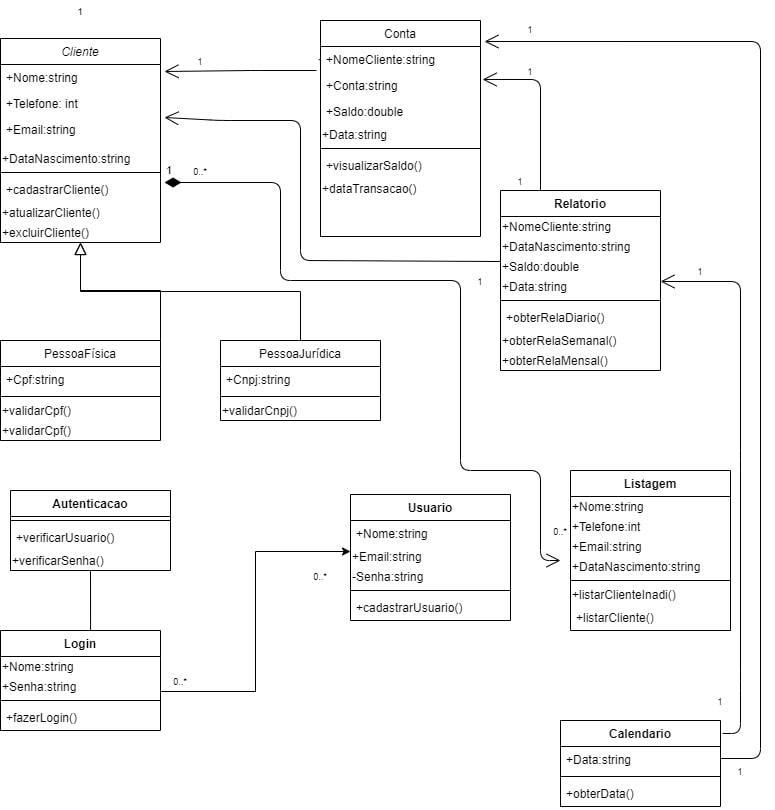 1
Cliente
+Nome:string
+Telefone: int
+Email:string
+DataNascimento:string
+cadastrarCliente()
+atualizarCliente()
+excluirCliente()
1
1
0..*
Conta
+NomeCliente:string
+Conta:string
+Saldo:double
+Data:string
+visualizarSaldo()
+dataTransacao()
1
1
1
Relatorio
+NomeCliente:string
+DataNascimento:string
+Saldo:double
+Data:string
+obterRelaDiario()
+obterRelaSemanal()
+obterRelaMensal()
1
1
PessoaFísica
+Cpf:string
+validarCpf()
+validarCpf()
PessoaJurídica
+Cnpj:string
+validarCnpj()
Autenticacao
+verificarUsuario()
+verificarSenha()
Usuario
+Nome:string
+Email:string
-Senha:string
+cadastrarUsuario()
0..*
Listagem
+Nome:string
+Telefone:int
+Email:string
+DataNascimento:string
+listarClienteInadi()
+listarCliente()
0..*
Login
+Nome:string
+Senha:string
+fazerLogin()
0..*
1
Calendario
+Data:string
+obterData()
1